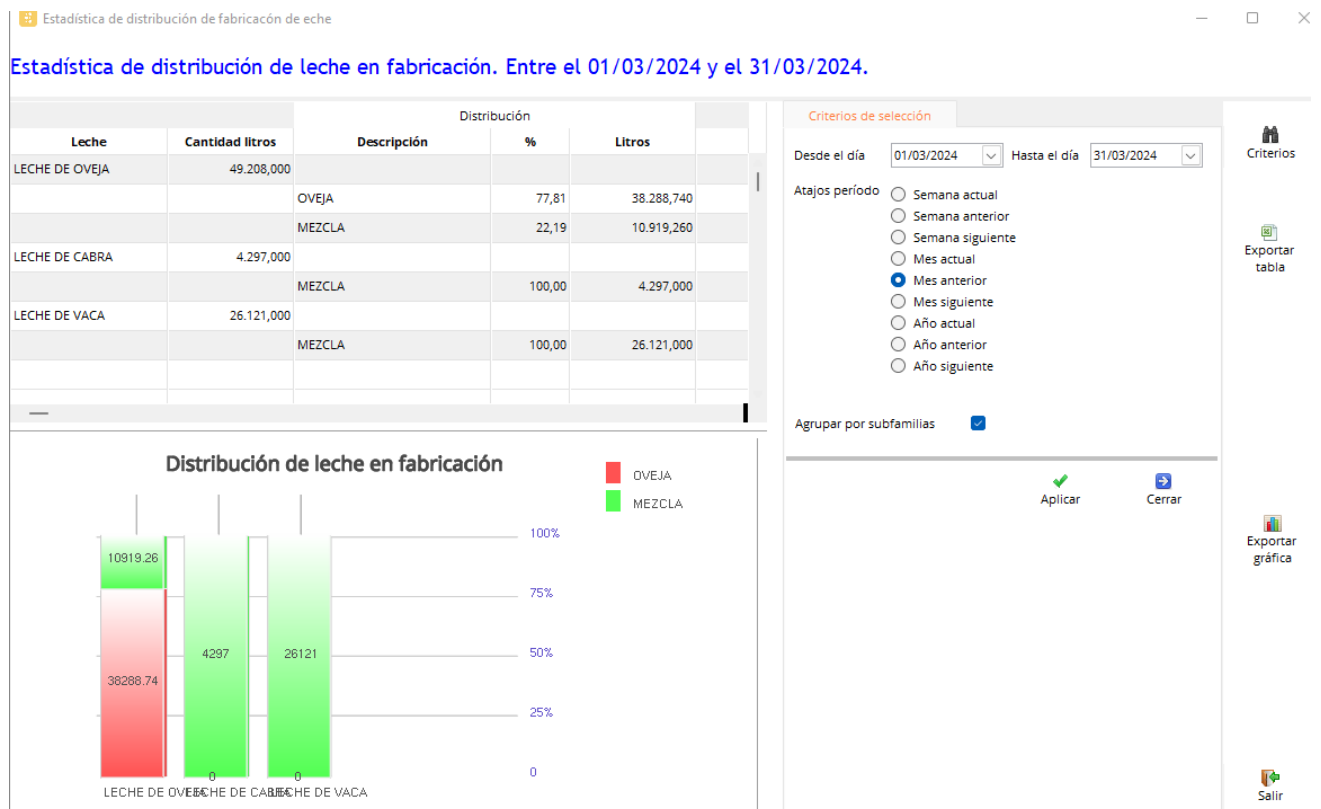 Estadística de distribución de fabricacón de eche
Estadística de distribución de leche en fabricación. Entre el 01/03/2024 y el 31/03/2024.
Distribución
Leche Cantidad litros Descripción % Litros
LECHE DE OVEJA 49.208,000
OVEJA 77,81 38.288,740
MEZCLA 22,19 10.919,260
LECHE DE CABRA 4.297,000
MEZCLA 100,00 4.297,000
LECHE DE VACA 26.121,000
MEZCLA 100,00 26.121,000
Criterios de selección
Desde el día 01/03/2024 Hasta el día 31/03/2024
Atajos período
Semana actual
Semana anterior
Semana siguiente
Mes actual
Mes anterior
Mes siguiente
Año actual
Año anterior
Año siguiente
Agrupar por subfamilias
Aplicar
Cerrar
Criterios
Exportar
tabla
Exportar
gráfica
Salir
Distribución de leche en fabricación
OVEJA
MEZCLA
100%
75%
50%
25%
0
10919.26
38288.74
4297
26121
0
0
LECHE DE OVEJA
LECHE DE CABRA
LECHE DE VACA